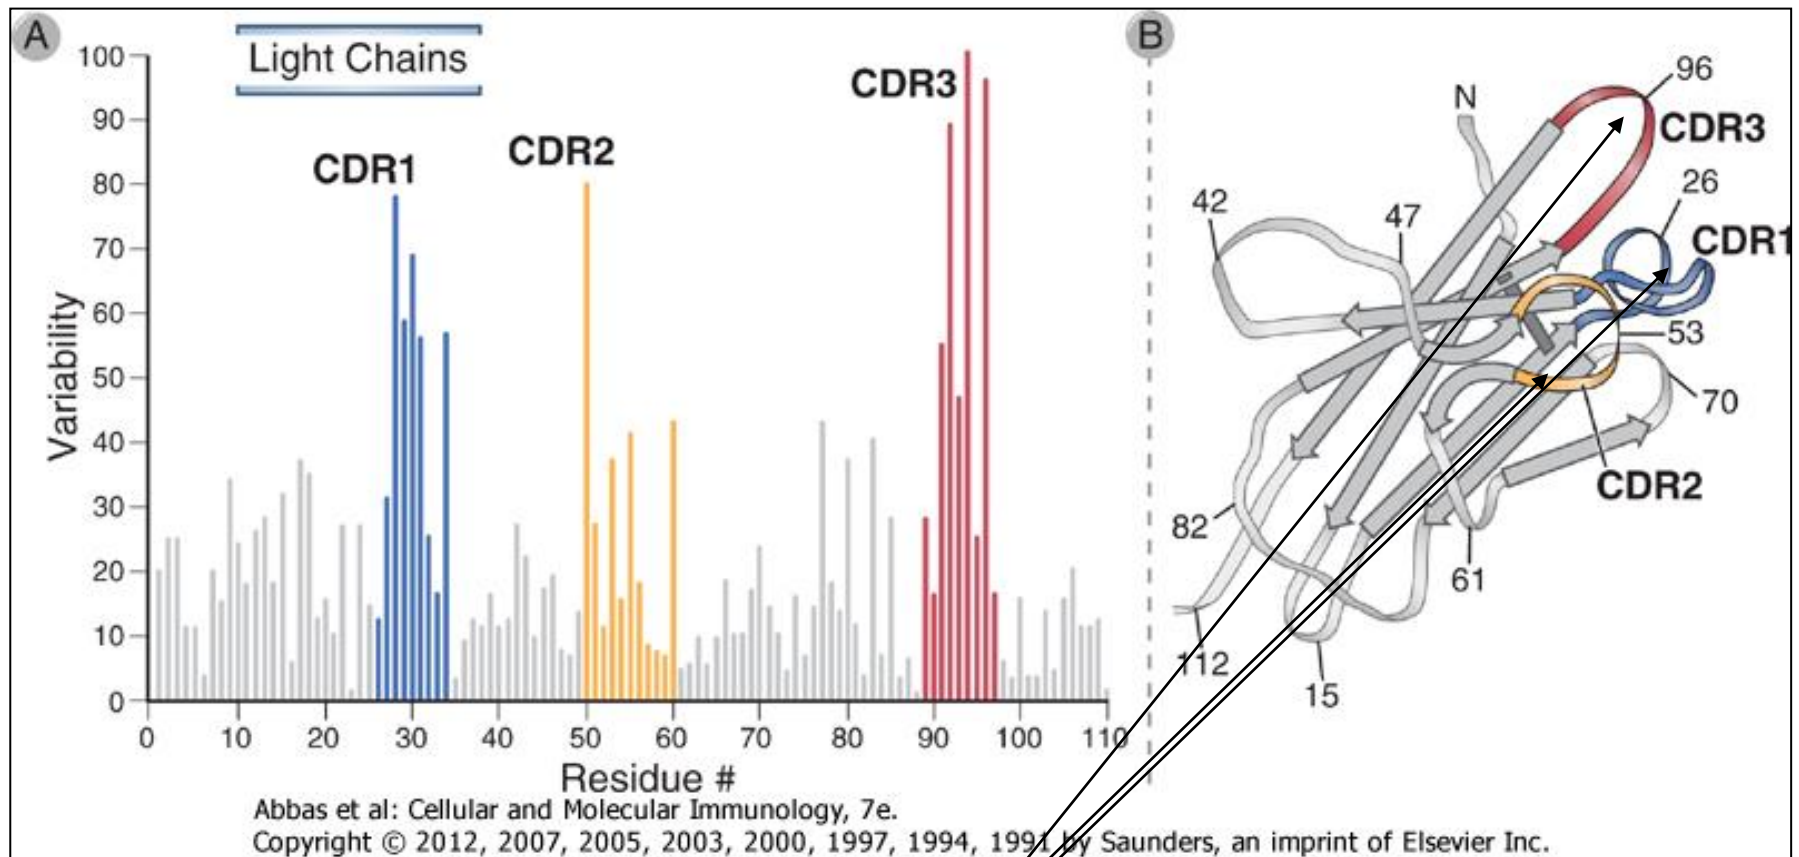 A
Light Chains
CDR1
CDR2
CDR3
100
90
80
70
60
50
40
30
20
10
0
Variability
0 10 20 30 40 50 60 70 80 90 100 110
Residue #
B
N
96
CDR3
26
CDR1
42
47
53
70
CDR2
82
61
112
15
Abbas et al: Cellular and Molecular Immunology, 7e.
Copyright © 2012, 2007, 2005, 2003, 2000, 1997, 1994, 1991 by Saunders, an imprint of Elsevier Inc.